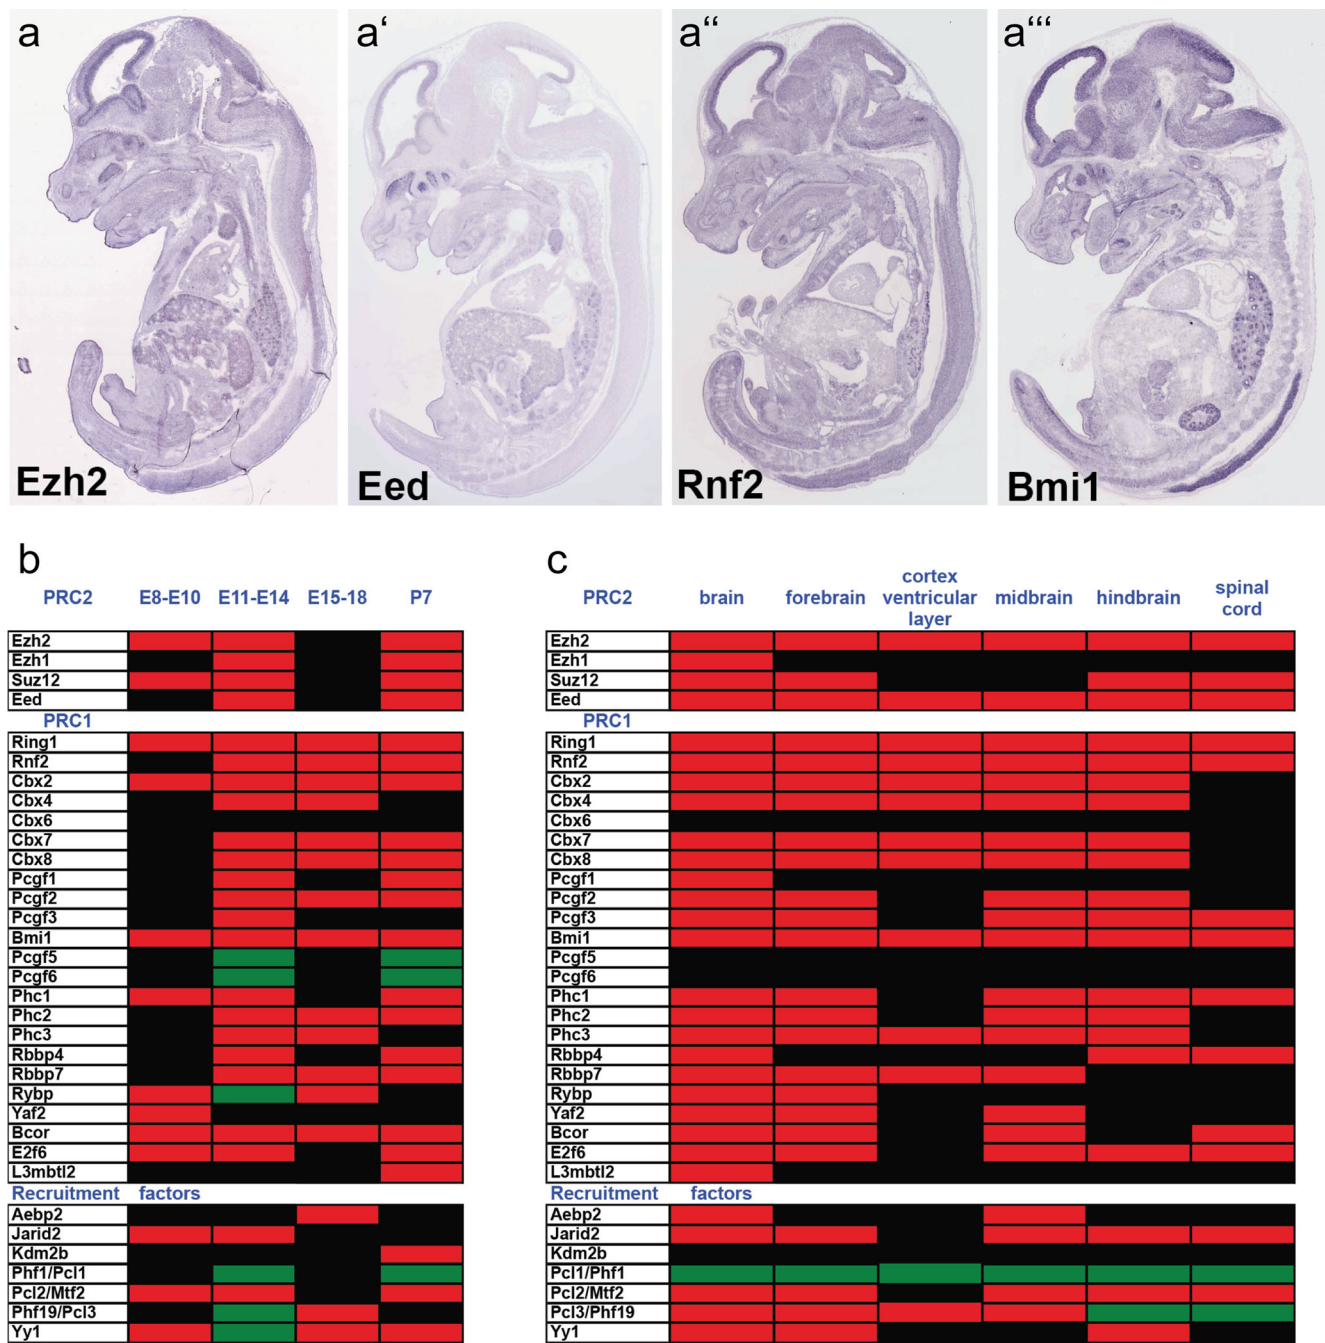 a a' a'' a'''
Ezh2 Eed Rnf2 Bmi1
b
PRC2 E8-E10 E11-E14 E15-18 P7
Ezh2
Ezh1
Suz12
Eed
PRC1
Ring1
Rnf2
Cbx2
Cbx4
Cbx6
Cbx7
Cbx8
Pcgf1
Pcgf2
Pcgf3
Bmi1
Pcgf5
Pcgf6
Phc1
Phc2
Phc3
Rbbp4
Rbbp7
Rybp
Yaf2
Bcor
E2f6
L3mbtl2
Recruitment factors
Aebp2
Jarid2
Kdm2b
Phf1/Pcl1
Pcl2/Mtf2
Phf19/Pcl3
Yy1
c
PRC2 brain forebrain cortex ventricular layer midbrain hindbrain spinal cord
Ezh2
Ezh1
Suz12
Eed
PRC1
Ring1
Rnf2
Cbx2
Cbx4
Cbx6
Cbx7
Cbx8
Pcgf1
Pcgf2
Pcgf3
Bmi1
Pcgf5
Pcgf6
Phc1
Phc2
Phc3
Rbbp4
Rbbp7
Rybp
Yaf2
Bcor
E2f6
L3mbtl2
Recruitment factors
Aebp2
Jarid2
Kdm2b
Pcl1/Phf1
Pcl2/Mtf2
Pcl3/Phf19
Yy1